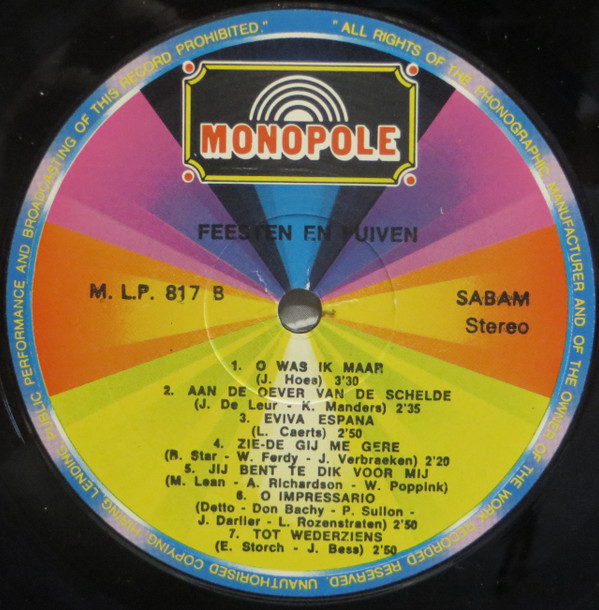 "ALL RIGHTS OF THE PHONOGRAPHIC MANUFACTURER AND OF THE OWNER OF THE WORK RECORDED RESERVED. UNAUTHORISED COPYING HIRING, LENDING PUBLIC PERFORMANCE AND BROADCASTING OF THIS RECORD PROHIBITED."
MONOPOLE
FEESTEN EN FUIVEN
M. L.P. 817 B
SABAM
Stereo
1. O WAS IK MAAR
(J. Hoes) 3'30
2. AAN DE OEVER VAN DE SCHELDE
(J. De Leur - K. Manders) 2'35
3. EVIVA ESPANA
(L. Caerts) 2'50
4. ZIE-DE GIJ ME GERE
(B. Star - W. Ferdy - J. Verbraeken) 2'20
5. JIJ BENT TE DIK VOOR MIJ
(M. Lean - A. Richardson - W. Poppink)
6. O IMPRESSARIO
(Detto - Don Bachy - P. Sullon -
J. Darlier - L. Rozenstraten) 2'50
7. TOT WEDERZIENS
(E. Storch - J. Bess) 2'50